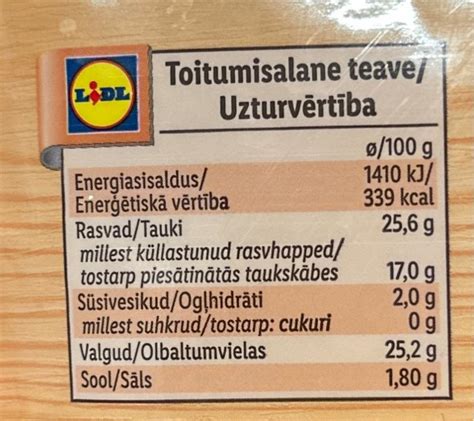 LIDL
Toitumisalane teave/
Uzturvērtība
ø/100 g
Energiasisaldus/ 1410 kJ/
Enerģētiskā vērtība 339 kcal
Rasvad/Tauki 25,6 g
millest küllastunud rasvhapped/
tostarp piesātinātās taukskābes 17,0 g
Süsivesikud/Ogļhidrāti 2,0 g
millest suhkrud/tostarp: cukuri 0 g
Valgud/Olbaltumvielas 25,2 g
Sool/Sāls 1,80 g